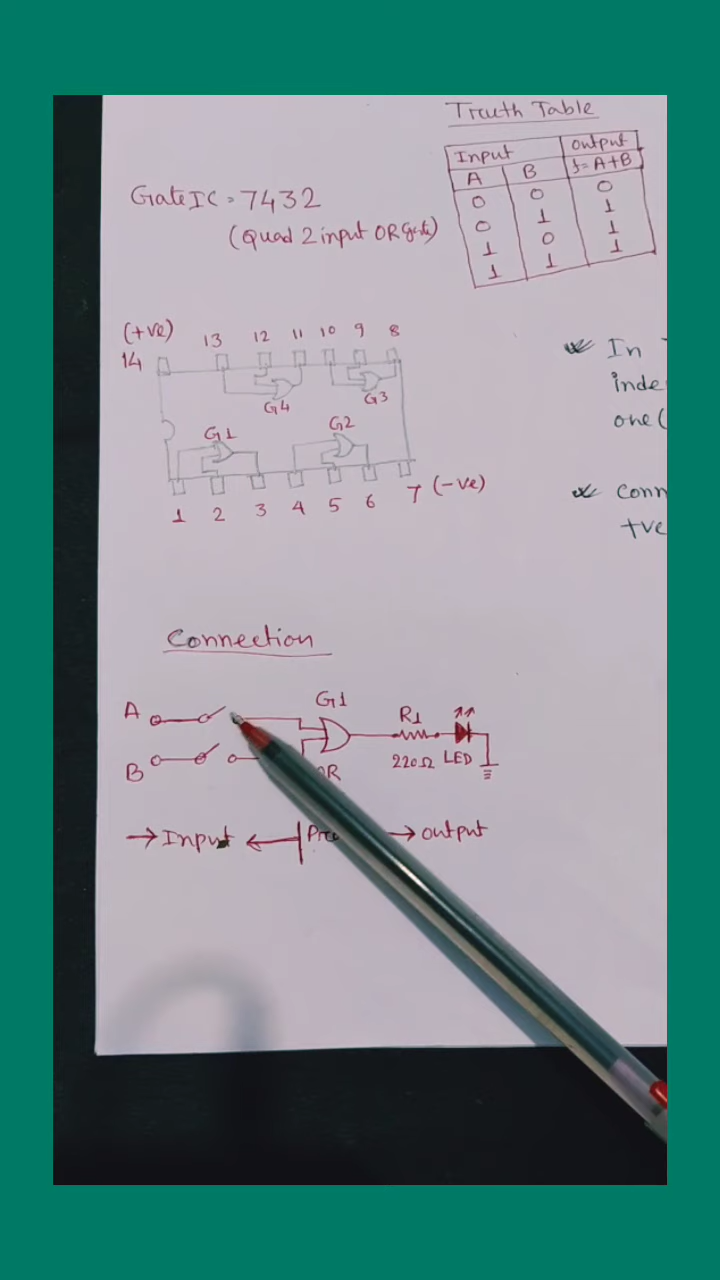 Truth Table
Input Output
A B f=A+B
0 0 0
0 1 1
1 0 1
1 1 1
Gate IC = 7432
(Quad 2 input OR gate)
(+ve)
14 13 12 11 10 9 8
G4 G3
G1 G2
1 2 3 4 5 6 7 (-ve)
In
inde
one(
Conn
+ve
Connection
A G1 R1
B 220Ω LED
→ Input ← → output